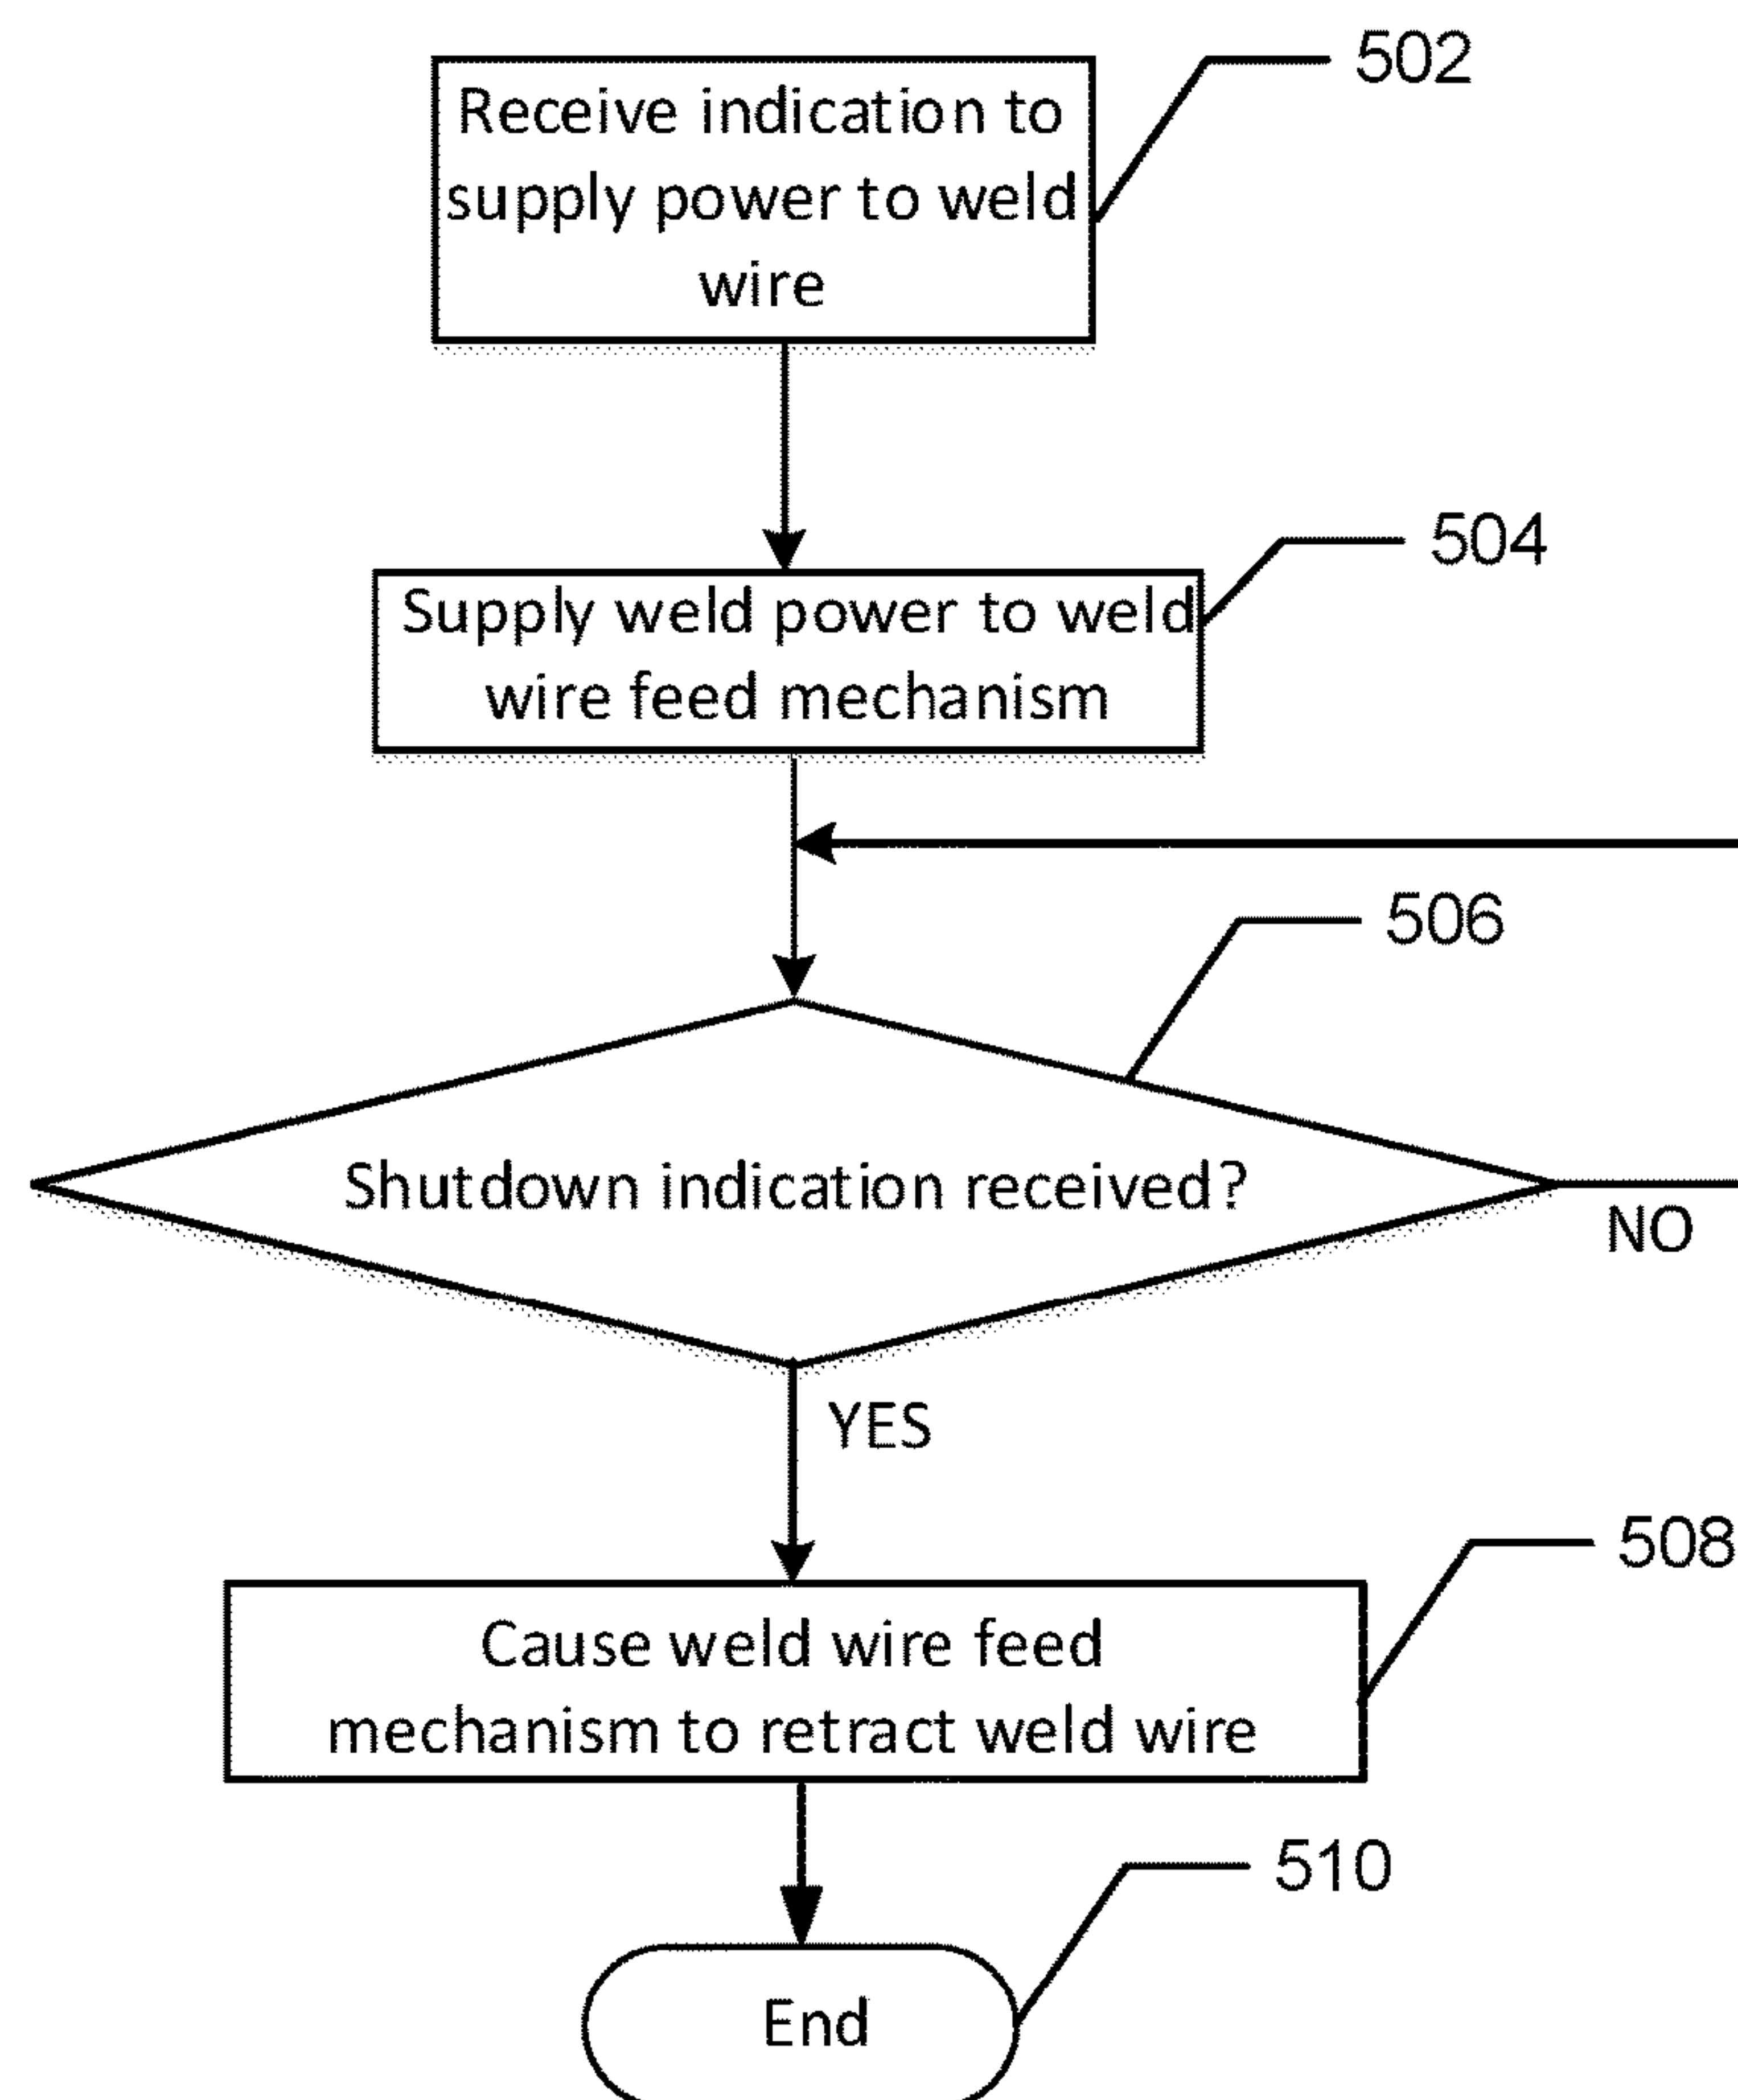 502
Receive indication to
supply power to weld
wire
504
Supply weld power to weld
wire feed mechanism
506
Shutdown indication received?
NO
YES
508
Cause weld wire feed
mechanism to retract weld wire
510
End